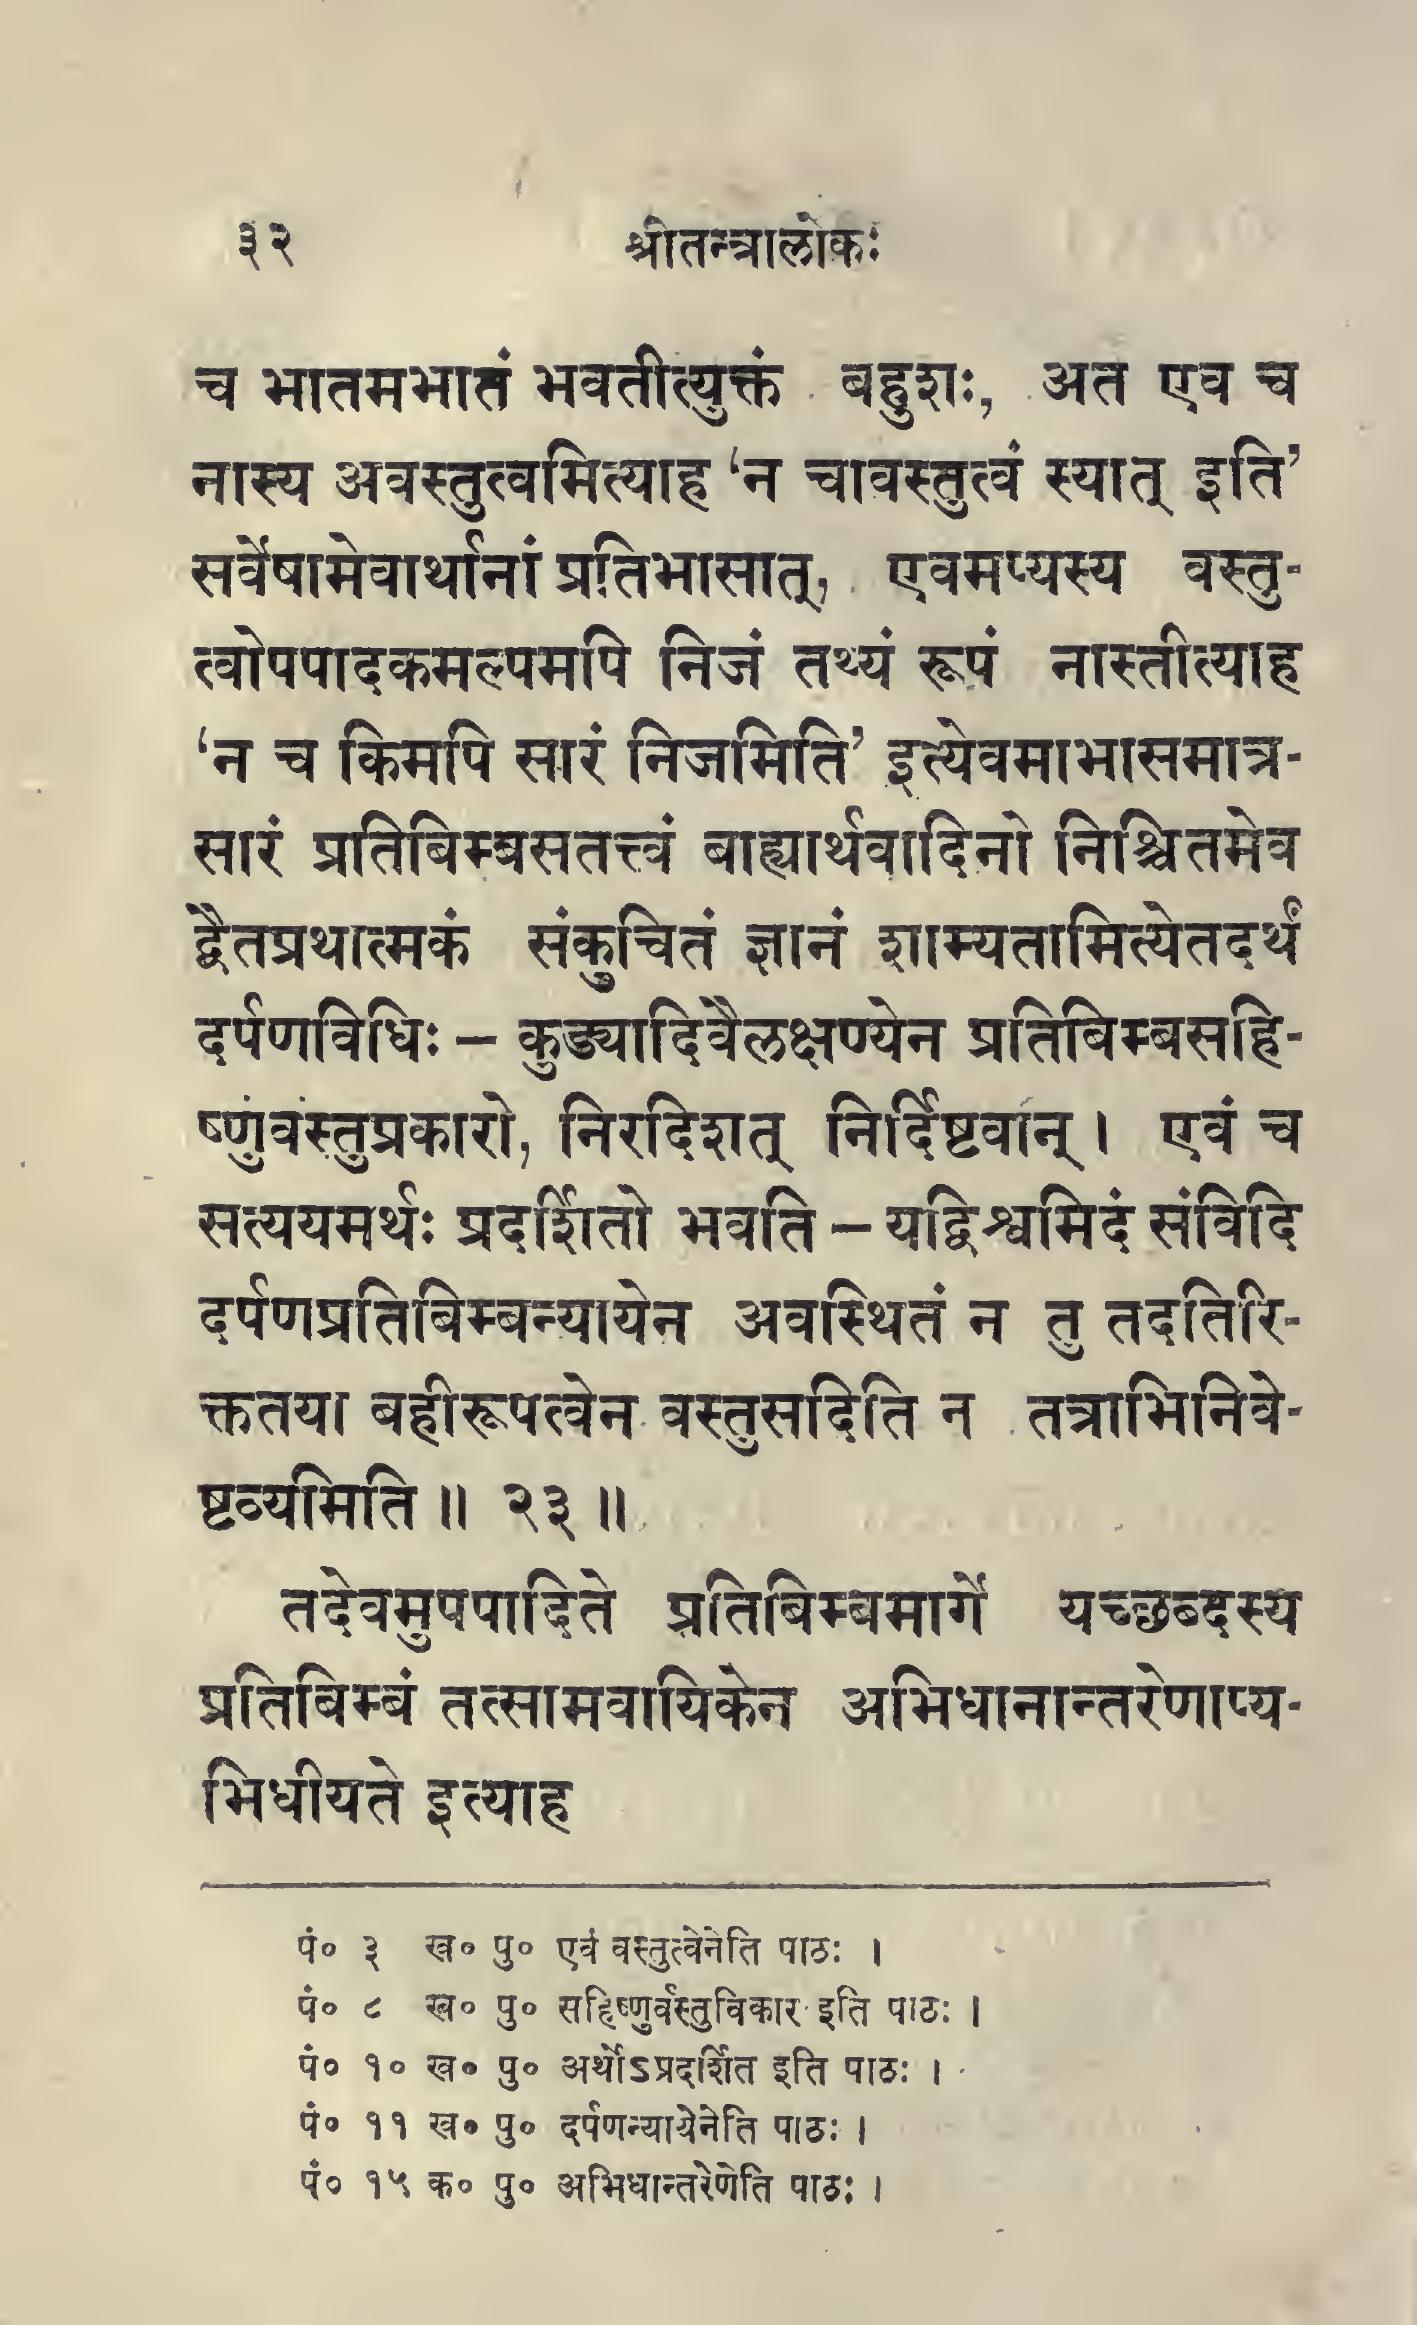 ३२ श्रीतन्त्रालोकः
च भातमभातं भवतीत्युक्तं बहुशः, अत एव च
नास्य अवस्तुत्वमित्याह ‘न चावस्तुत्वं स्यात् इति’
सर्वेषामेवार्थानां प्रतिभासात्, एवमप्यस्य वस्तु-
त्वोपपादकमल्पमपि निजं तथ्यं रूपं नास्तीत्याह
‘न च किमपि सारं निजमिति’ इत्येवमाभासमात्र-
सारं प्रतिबिम्बसतत्त्वं बाह्यार्थवादिनो निश्चितमेव
द्वैतप्रथात्मकं संकुचितं ज्ञानं शाम्यतामित्येतदर्थं
दर्पणविधिः – कुड्यादिवैलक्षण्येन प्रतिबिम्बसहि-
ष्णुंवस्तुप्रकारो, निरदिशत् निर्दिष्टवान् । एवं च
सत्ययमर्थः प्रदर्शितो भवति – यद्विश्वमिदं संविदि
दर्पणप्रतिबिम्बन्यायेन अवस्थितं न तु तदतिरि-
क्ततया बहीरूपत्वेन वस्तुसदिति न तत्राभिनिवे-
ष्टव्यमिति ॥ २३ ॥
तदेवमुपपादिते प्रतिबिम्बमार्गे यच्छब्दस्य
प्रतिबिम्बं तत्सामवायिकेन अभिधानान्तरेणाप्य-
भिधीयते इत्याह
पं० ३ ख० पु० एवं वस्तुत्वेनेति पाठः ।
पं० ८ ख० पु० सहिष्णुर्वस्तुविकार इति पाठः ।
पं० १० ख० पु० अर्थोऽप्रदर्शित इति पाठः ।
पं० ११ ख० पु० दर्पणन्यायेनेति पाठः ।
पं० १५ क० पु० अभिधान्तरेणेति पाठः ।